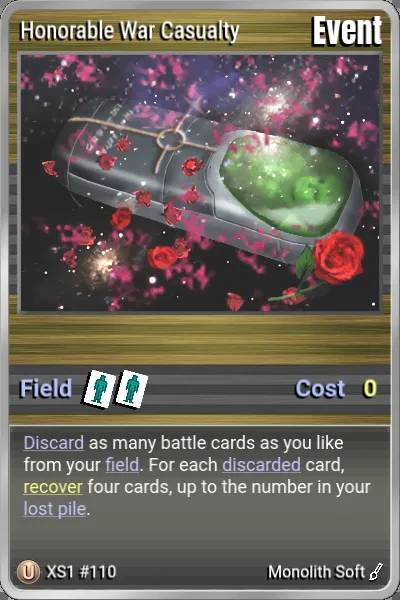 Honorable War Casualty
Event
Field
Cost 0
Discard as many battle cards as you like
from your field. For each discarded card,
recover four cards, up to the number in your
lost pile.
U XS1 #110
Monolith Soft